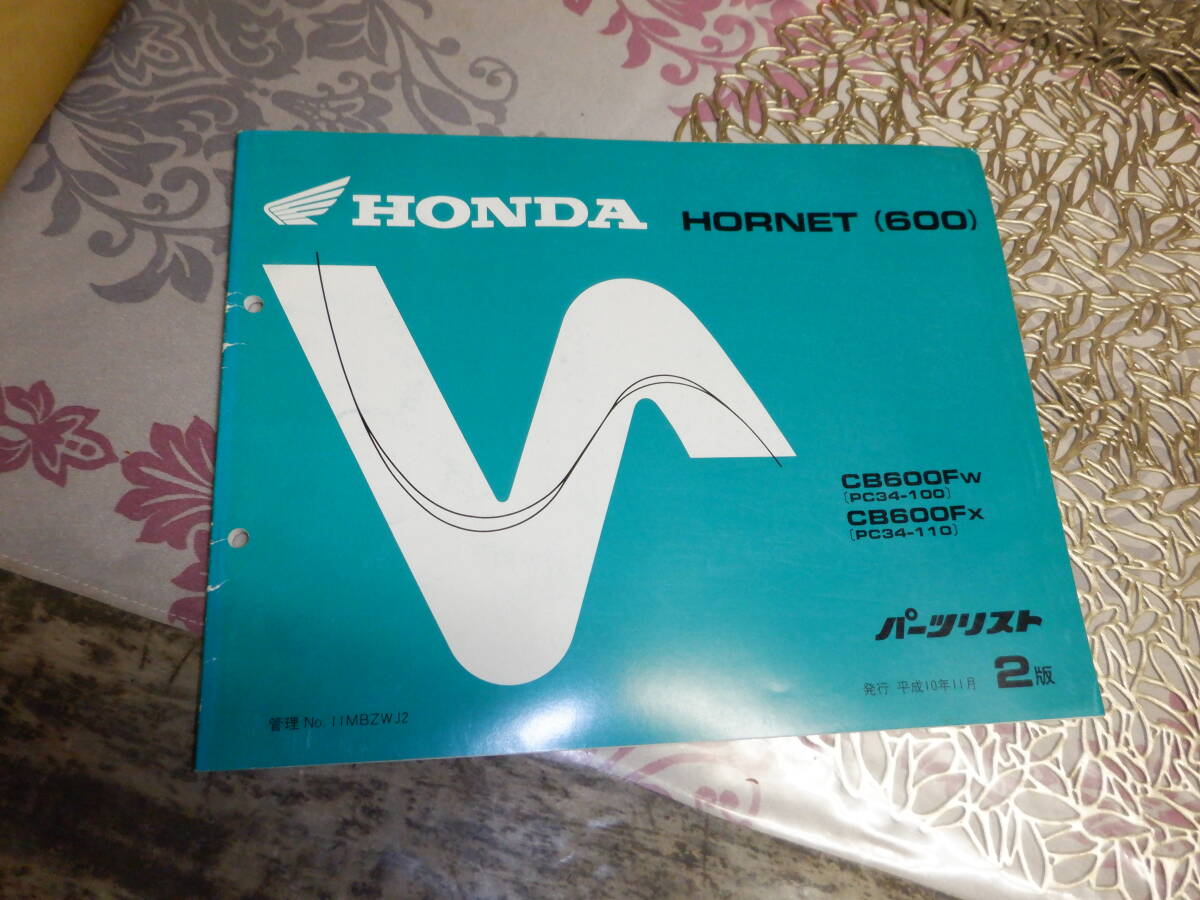 HONDA HORNET (600)
CB600FW
(PC34-100)
CB600FX
(PC34-110)
パーツリスト
発行 平成10年11月 2版
管理 No. 11MBZWJ2